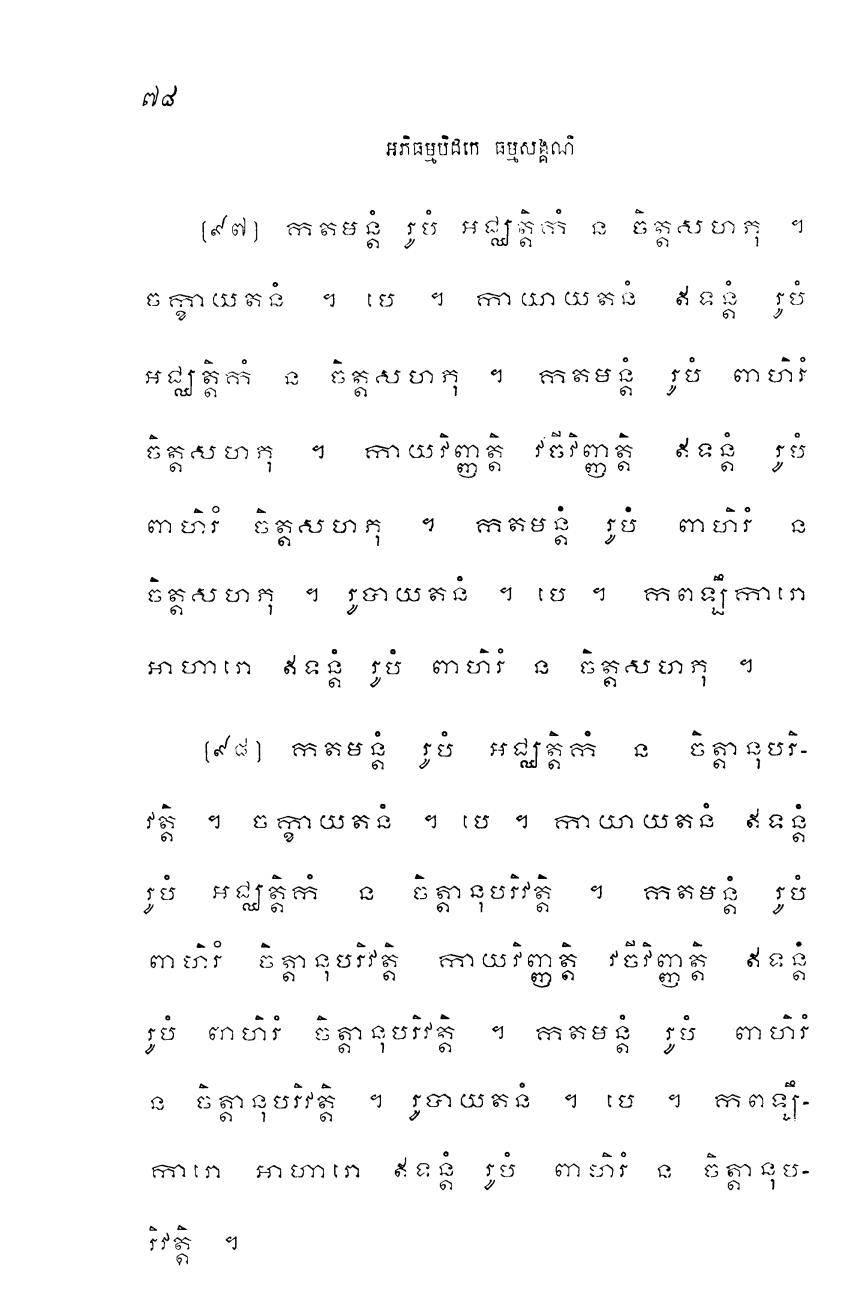 ៧៨
អភិធម្មបិដកេ ធម្មសង្គណី
(៩៧) កតមន្តំ រូបំ អជ្ឈត្តិកំ ន ចិត្តសហភុ ។
ចក្ខាយតនំ ។ បេ ។ កាយាយតនំ ឥទន្តំ រូបំ
អជ្ឈត្តិកំ ន ចិត្តសហភុ ។ កតមន្តំ រូបំ ពាហិរំ
ចិត្តសហភុ ។ កាយវិញ្ញត្តិ វចីវិញ្ញត្តិ ឥទន្តំ រូបំ
ពាហិរំ ចិត្តសហភុ ។ កតមន្តំ រូបំ ពាហិរំ ន
ចិត្តសហភុ ។ រូបាយតនំ ។ បេ ។ កពឡឹការោ
អាហារោ ឥទន្តំ រូបំ ពាហិរំ ន ចិត្តសហភុ ។
(៩៨) កតមន្តំ រូបំ អជ្ឈត្តិកំ ន ចិត្តានុបរិ-
វត្តិ ។ ចក្ខាយតនំ ។ បេ ។ កាយាយតនំ ឥទន្តំ
រូបំ អជ្ឈត្តិកំ ន ចិត្តានុបរិវត្តិ ។ កតមន្តំ រូបំ
ពាហិរំ ចិត្តានុបរិវត្តិ កាយវិញ្ញត្តិ វចីវិញ្ញត្តិ ឥទន្តំ
រូបំ ពាហិរំ ចិត្តានុបរិវត្តិ ។ កតមន្តំ រូបំ ពាហិរំ
ន ចិត្តានុបរិវត្តិ ។ រូបាយតនំ ។ បេ ។ កពឡឹ-
ការោ អាហារោ ឥទន្តំ រូបំ ពាហិរំ ន ចិត្តានុប-
រិវត្តិ ។